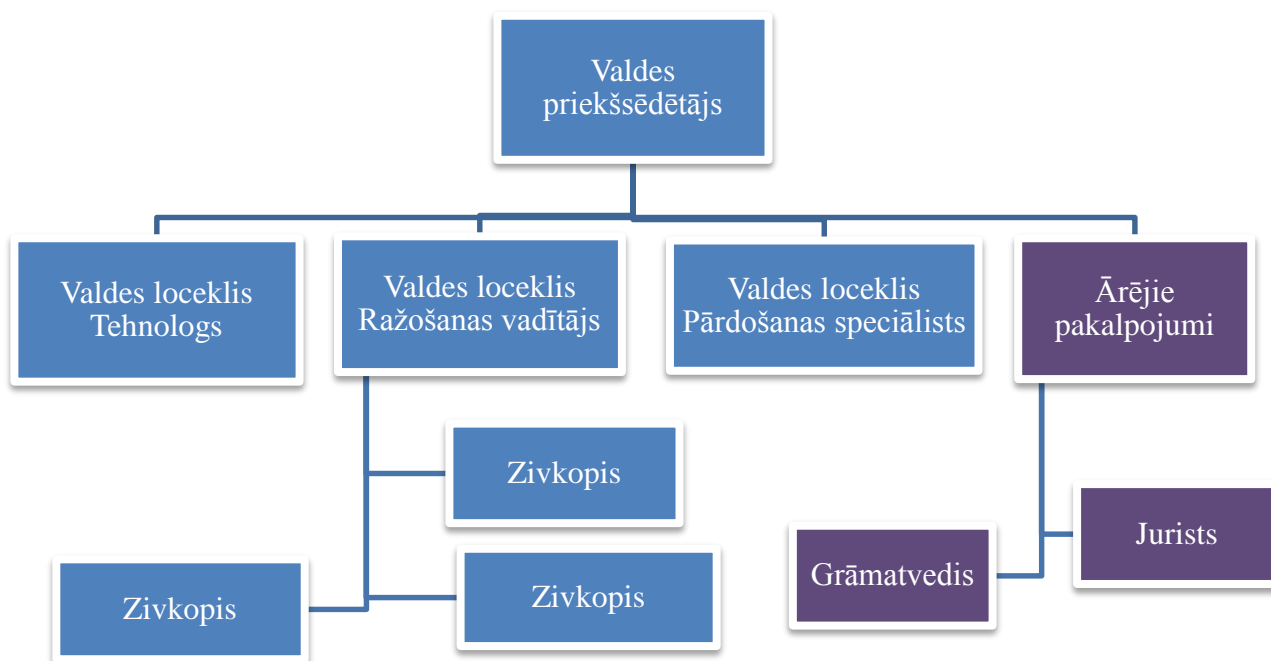 Valdes
priekšsēdētājs
Valdes loceklis
Tehnologs
Valdes loceklis
Ražošanas vadītājs
Valdes loceklis
Pārdošanas speciālists
Ārējie
pakalpojumi
Zivkopis
Zivkopis
Zivkopis
Grāmatvedis
Jurists